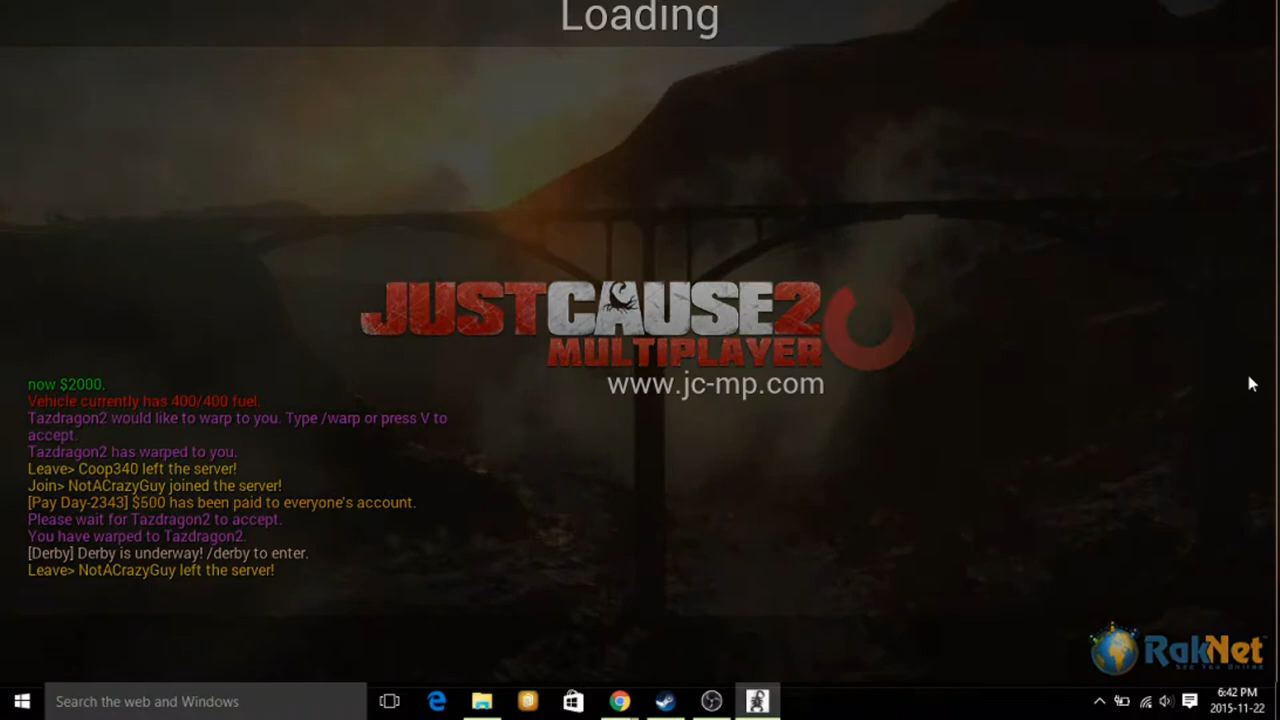 Loading
JUST CAUSE 2
MULTIPLAYER
www.jc-mp.com
now $2000.
Vehicle currently has 400/400 fuel.
Tazdragon2 would like to warp to you. Type /warp or press V to
accept.
Tazdragon2 has warped to you.
Leave> Coop340 left the server!
Join> NotACrazyGuy joined the server!
[Pay Day-2343] $500 has been paid to everyone's account.
Please wait for Tazdragon2 to accept.
You have warped to Tazdragon2.
[Derby] Derby is underway! /derby to enter.
Leave> NotACrazyGuy left the server!
RakNet
See You Online
Search the web and Windows
6:42 PM
2015-11-22